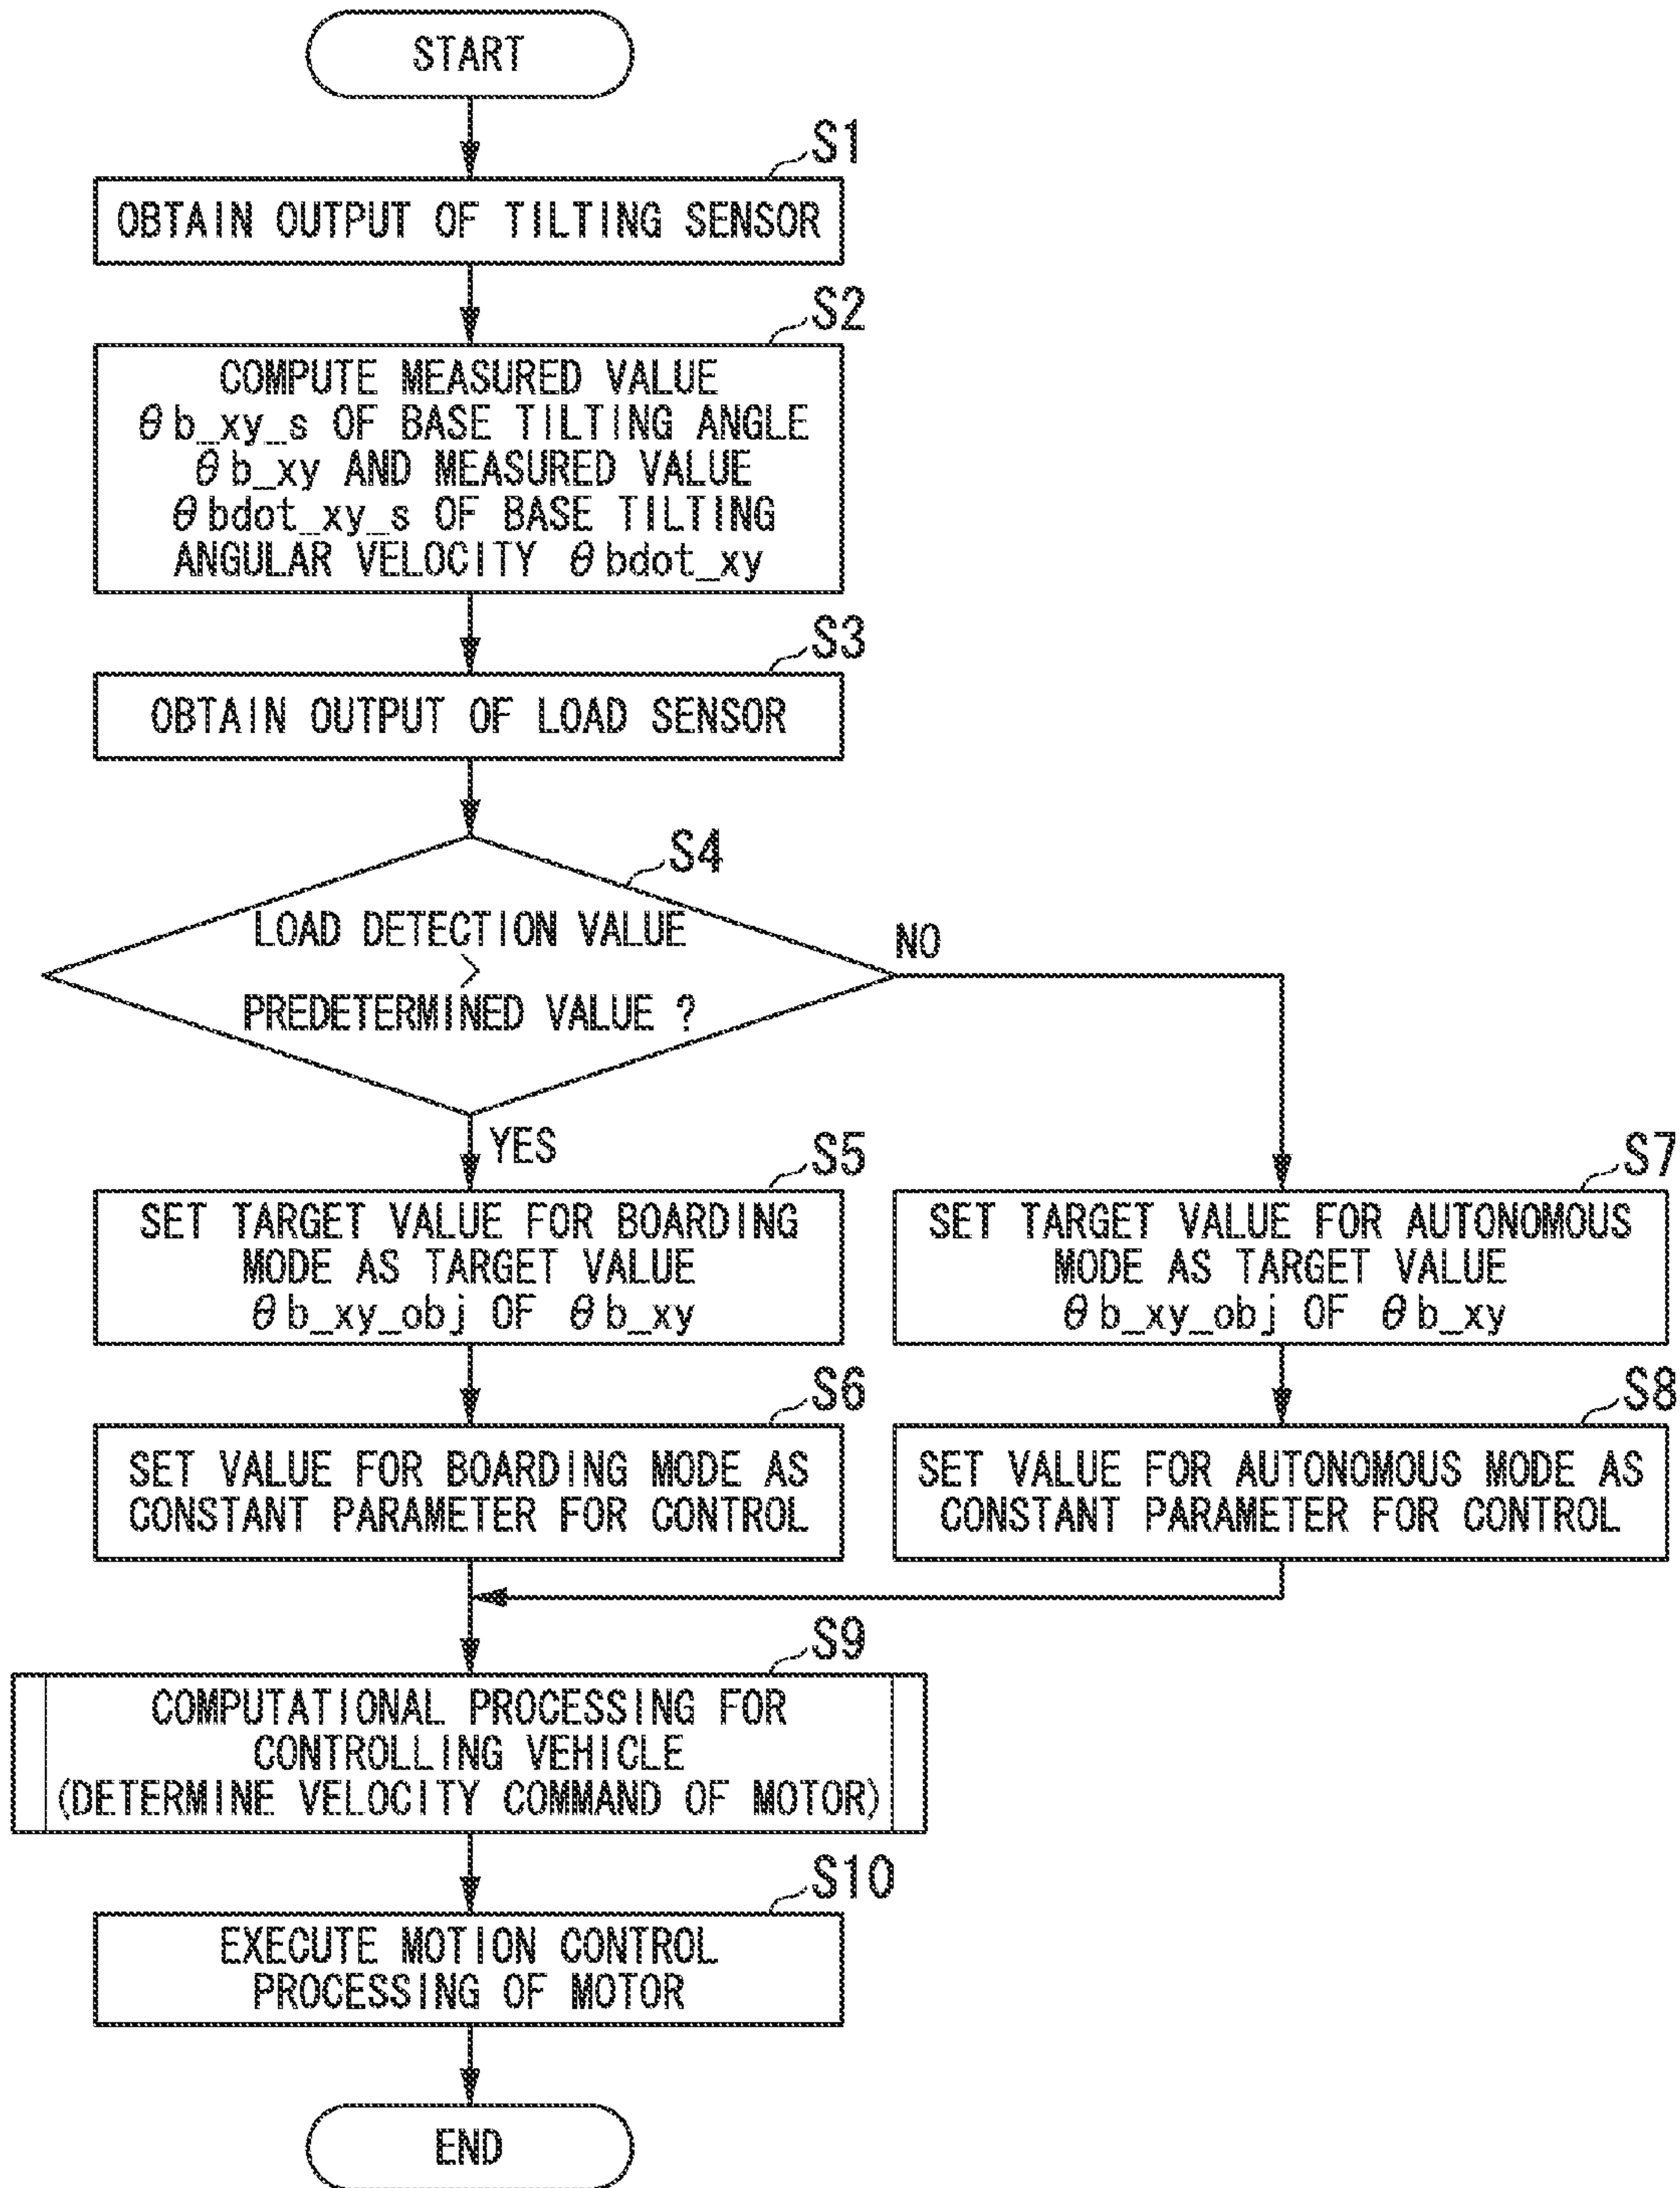 START
S1
OBTAIN OUTPUT OF TILTING SENSOR
S2
COMPUTE MEASURED VALUE
θb_xy_s OF BASE TILTING ANGLE
θb_xy AND MEASURED VALUE
θbdot_xy_s OF BASE TILTING
ANGULAR VELOCITY θbdot_xy
S3
OBTAIN OUTPUT OF LOAD SENSOR
S4
LOAD DETECTION VALUE
>
PREDETERMINED VALUE ?
NO
YES
S5
SET TARGET VALUE FOR BOARDING
MODE AS TARGET VALUE
θb_xy_obj OF θb_xy
S7
SET TARGET VALUE FOR AUTONOMOUS
MODE AS TARGET VALUE
θb_xy_obj OF θb_xy
S6
SET VALUE FOR BOARDING MODE AS
CONSTANT PARAMETER FOR CONTROL
S8
SET VALUE FOR AUTONOMOUS MODE AS
CONSTANT PARAMETER FOR CONTROL
S9
COMPUTATIONAL PROCESSING FOR
CONTROLLING VEHICLE
(DETERMINE VELOCITY COMMAND OF MOTOR)
S10
EXECUTE MOTION CONTROL
PROCESSING OF MOTOR
END